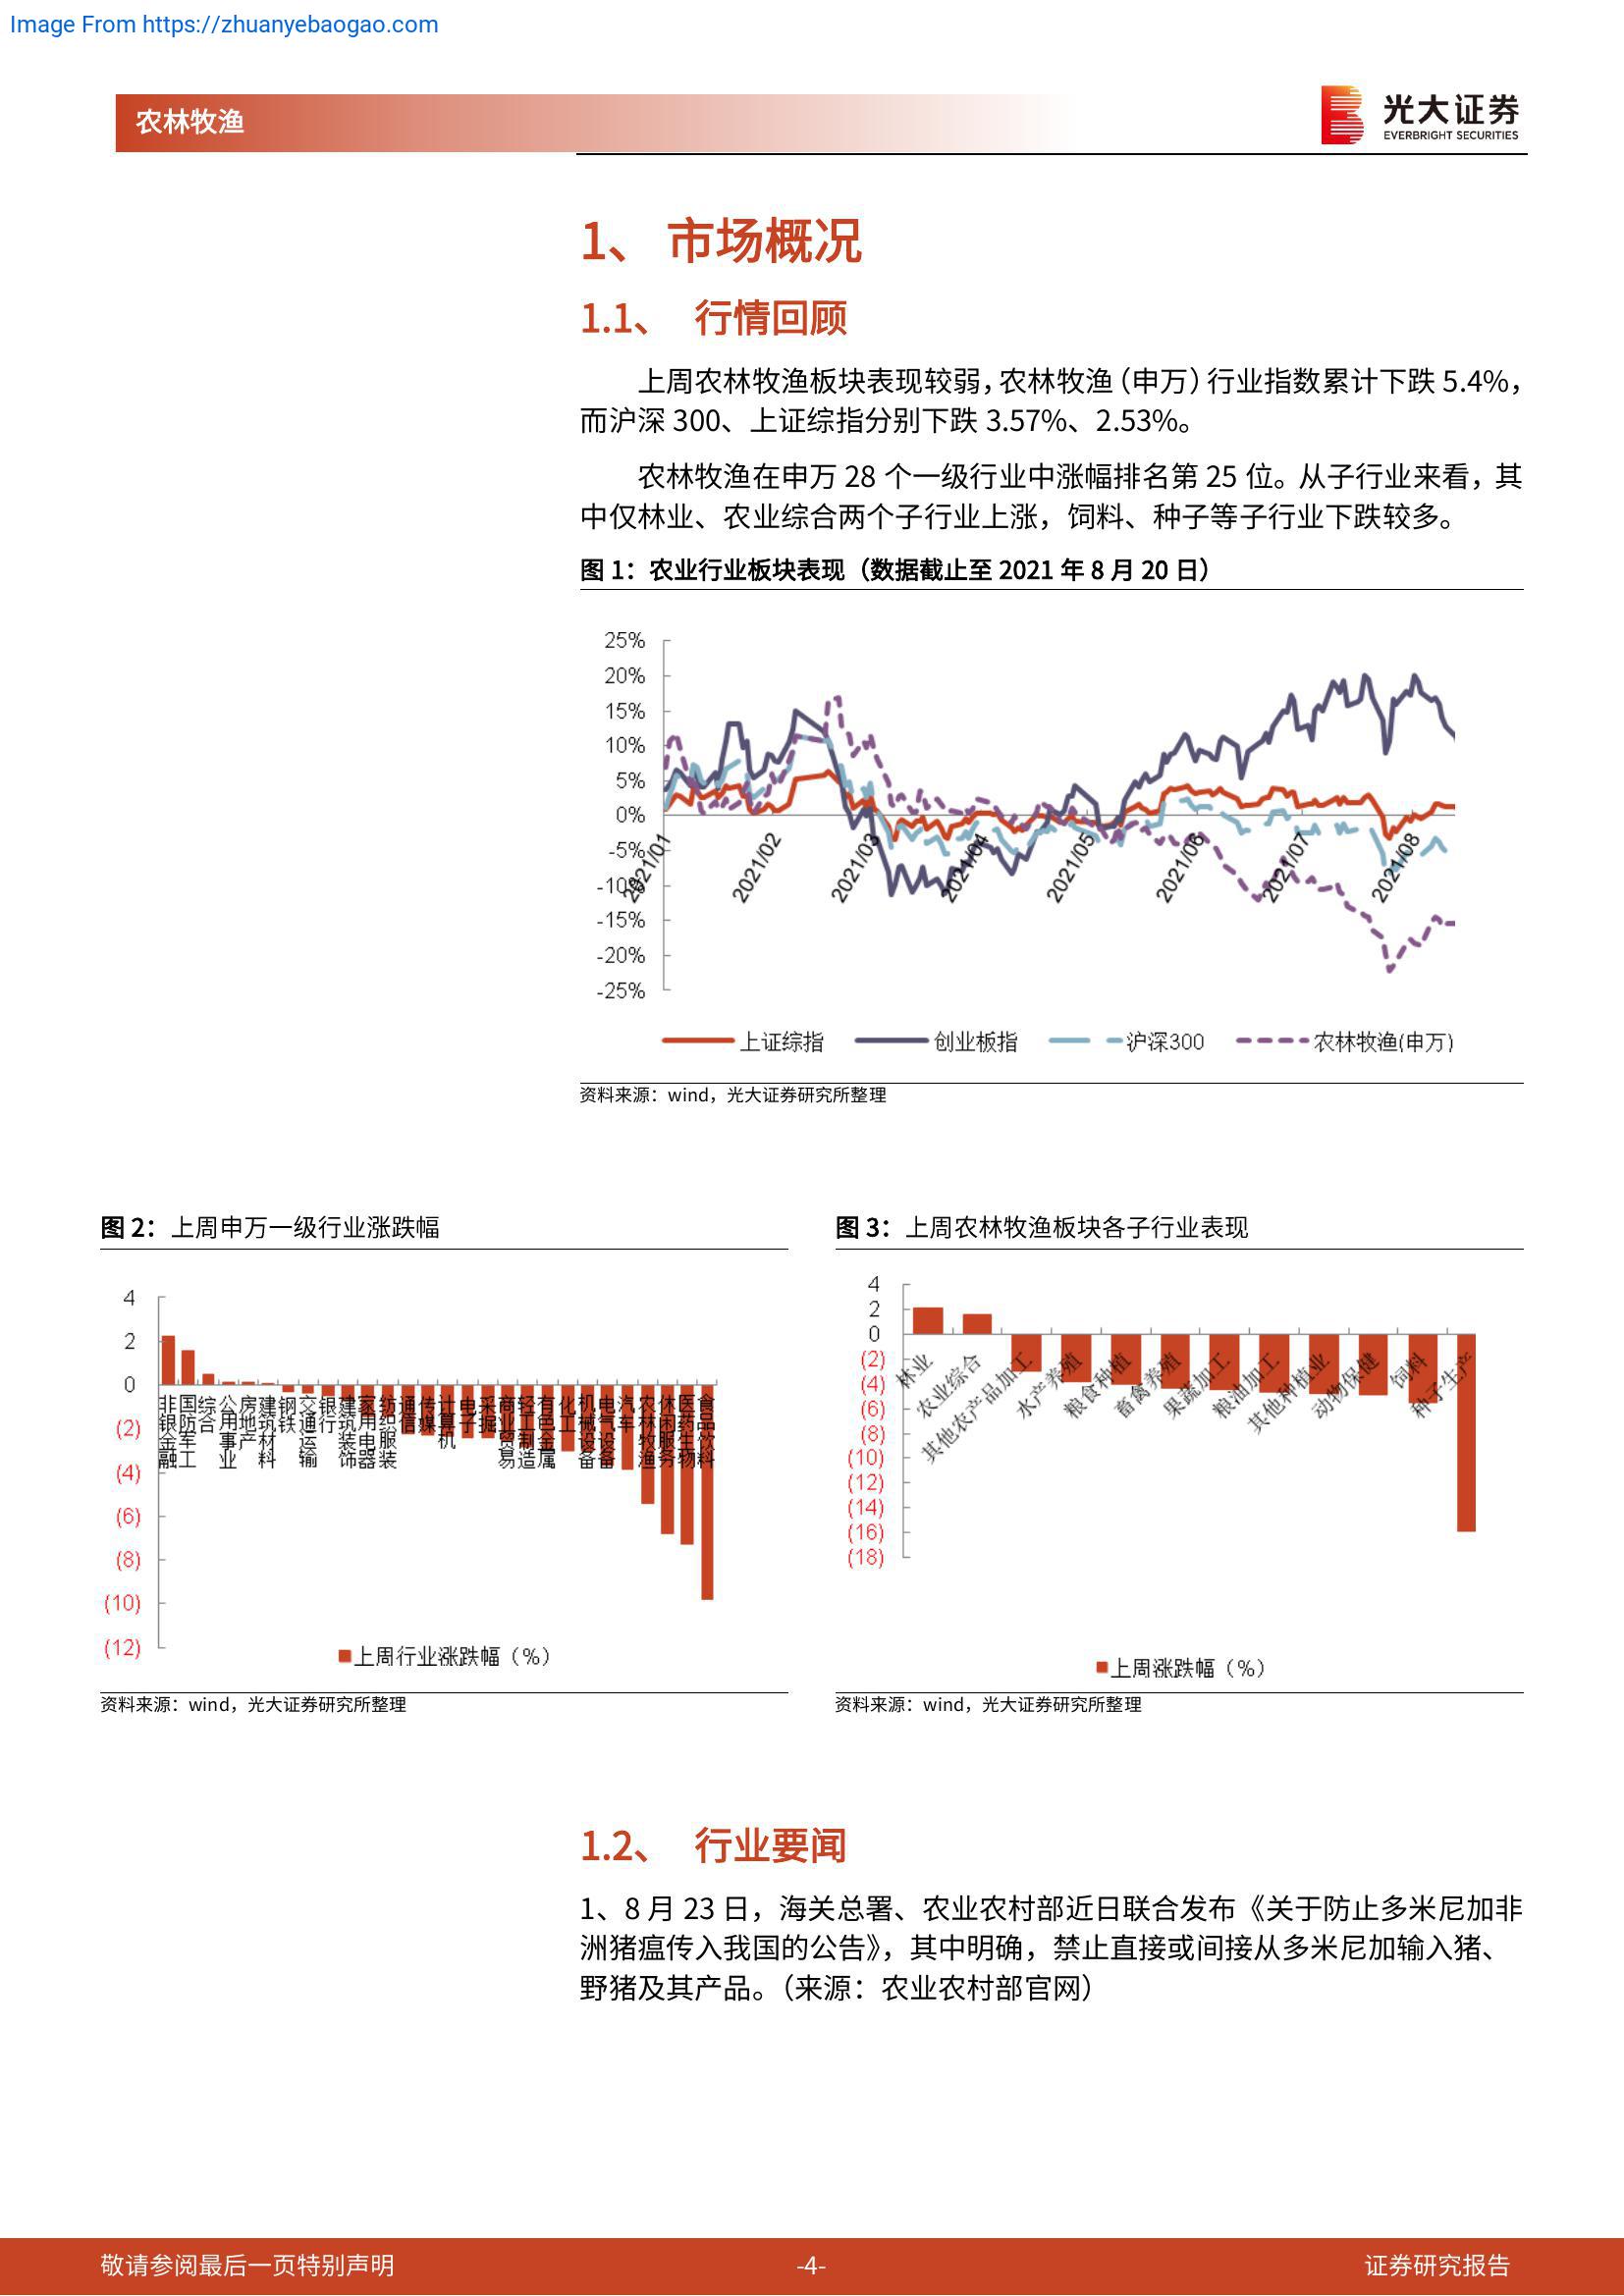 Image From https://zhuanyebaogao.com
农林牧渔
光大证券
EVERBRIGHT SECURITIES
1、 市场概况
1.1、 行情回顾
上周农林牧渔板块表现较弱，农林牧渔（申万）行业指数累计下跌 5.4%，
而沪深 300、上证综指分别下跌 3.57%、2.53%。
农林牧渔在申万 28 个一级行业中涨幅排名第 25 位。从子行业来看，其
中仅林业、农业综合两个子行业上涨，饲料、种子等子行业下跌较多。
图 1：农业行业板块表现（数据截止至 2021 年 8 月 20 日）
25%
20%
15%
10%
5%
0%
-5%
-10%
-15%
-20%
-25%
2021/01
2021/02
2021/03
2021/04
2021/05
2021/06
2021/07
2021/08
上证综指
创业板指
沪深300
农林牧渔(申万)
资料来源：wind，光大证券研究所整理
图 2：上周申万一级行业涨跌幅
4
2
0
(2)
(4)
(6)
(8)
(10)
(12)
非银金融
国防军工
综合
公用事业
房地产
建筑材料
钢铁
交通运输
银行
建筑装饰
家用电器
纺织服装
通信
传媒
计算机
电子
采掘
商业贸易
轻工制造
有色金属
化工
机械设备
电气设备
汽车
农林牧渔
休闲服务
医药生物
食品饮料
上周行业涨跌幅（%）
资料来源：wind，光大证券研究所整理
图 3：上周农林牧渔板块各子行业表现
4
2
0
(2)
(4)
(6)
(8)
(10)
(12)
(14)
(16)
(18)
林业
农业综合
其他农产品加工
水产养殖
粮食种植
畜禽养殖
果蔬加工
粮油加工
其他种植业
动物保健
饲料
种子生产
上周涨跌幅（%）
资料来源：wind，光大证券研究所整理
1.2、 行业要闻
1、8 月 23 日，海关总署、农业农村部近日联合发布《关于防止多米尼加非
洲猪瘟传入我国的公告》，其中明确，禁止直接或间接从多米尼加输入猪、
野猪及其产品。（来源：农业农村部官网）
敬请参阅最后一页特别声明
-4-
证券研究报告